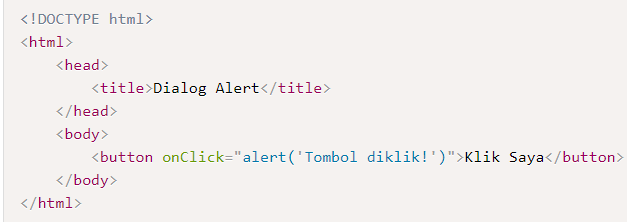 <!DOCTYPE html>
<html>
    <head>
        <title>Dialog Alert</title>
    </head>
    <body>
        <button onClick="alert('Tombol diklik!')">Klik Saya</button>
    </body>
</html>